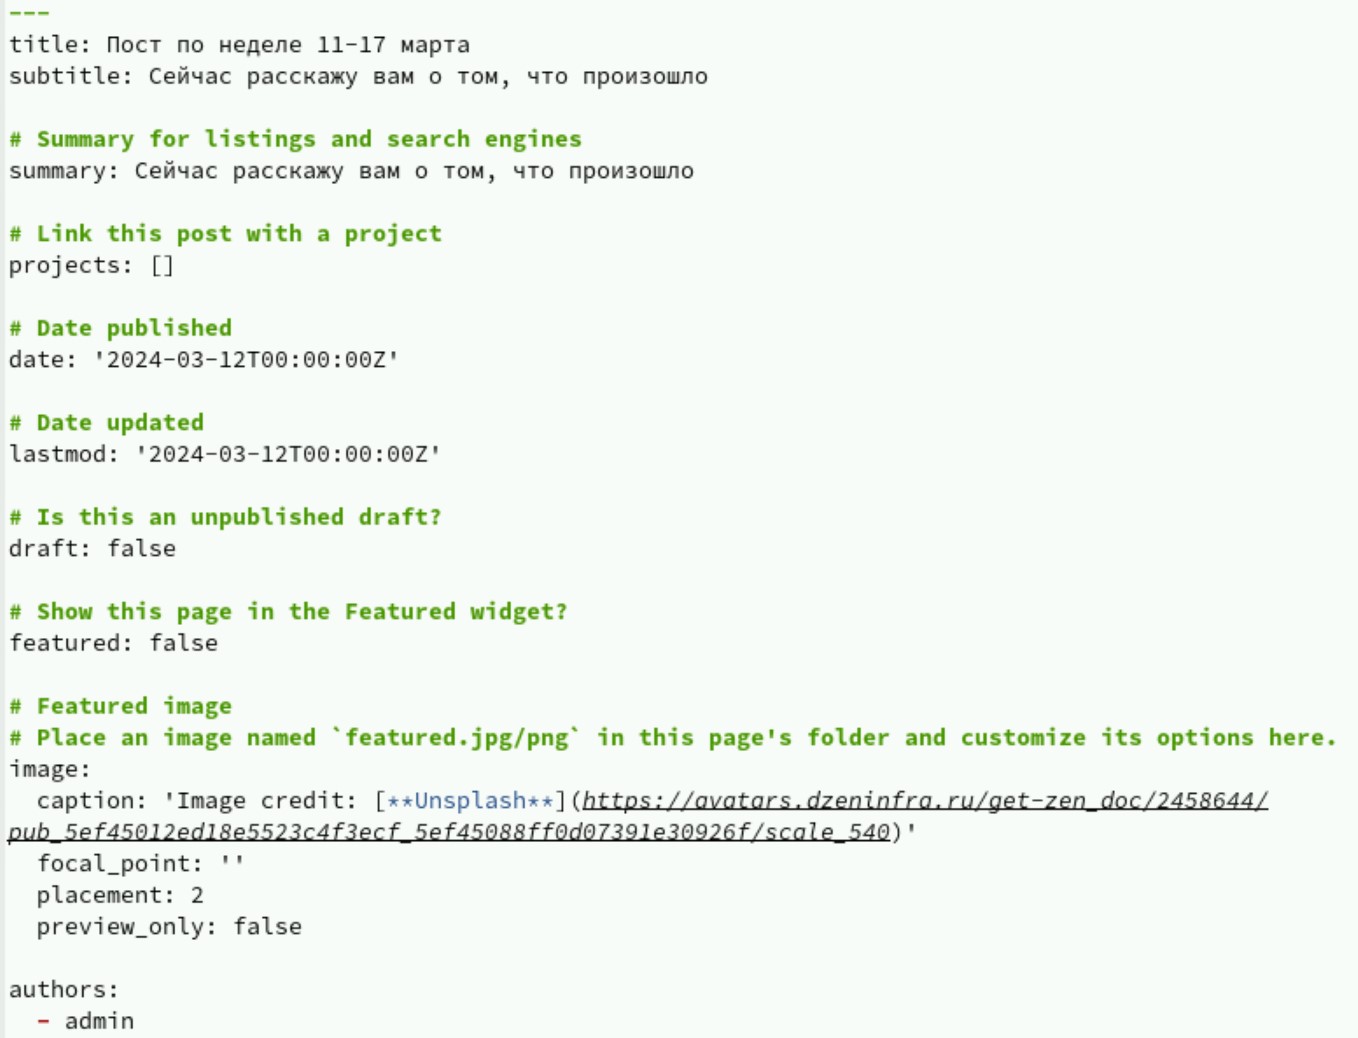 ---
title: Пост по неделе 11-17 марта
subtitle: Сейчас расскажу вам о том, что произошло
# Summary for listings and search engines
summary: Сейчас расскажу вам о том, что произошло
# Link this post with a project
projects: []
# Date published
date: '2024-03-12T00:00:00Z'
# Date updated
lastmod: '2024-03-12T00:00:00Z'
# Is this an unpublished draft?
draft: false
# Show this page in the Featured widget?
featured: false
# Featured image
# Place an image named `featured.jpg/png` in this page's folder and customize its options here.
image:
  caption: 'Image credit: [**Unsplash**](https://avatars.dzeninfra.ru/get-zen_doc/2458644/
pub_5ef45012ed18e5523c4f3ecf_5ef45088ff0d07391e30926f/scale_540)'
  focal_point: ''
  placement: 2
  preview_only: false
authors:
  - admin